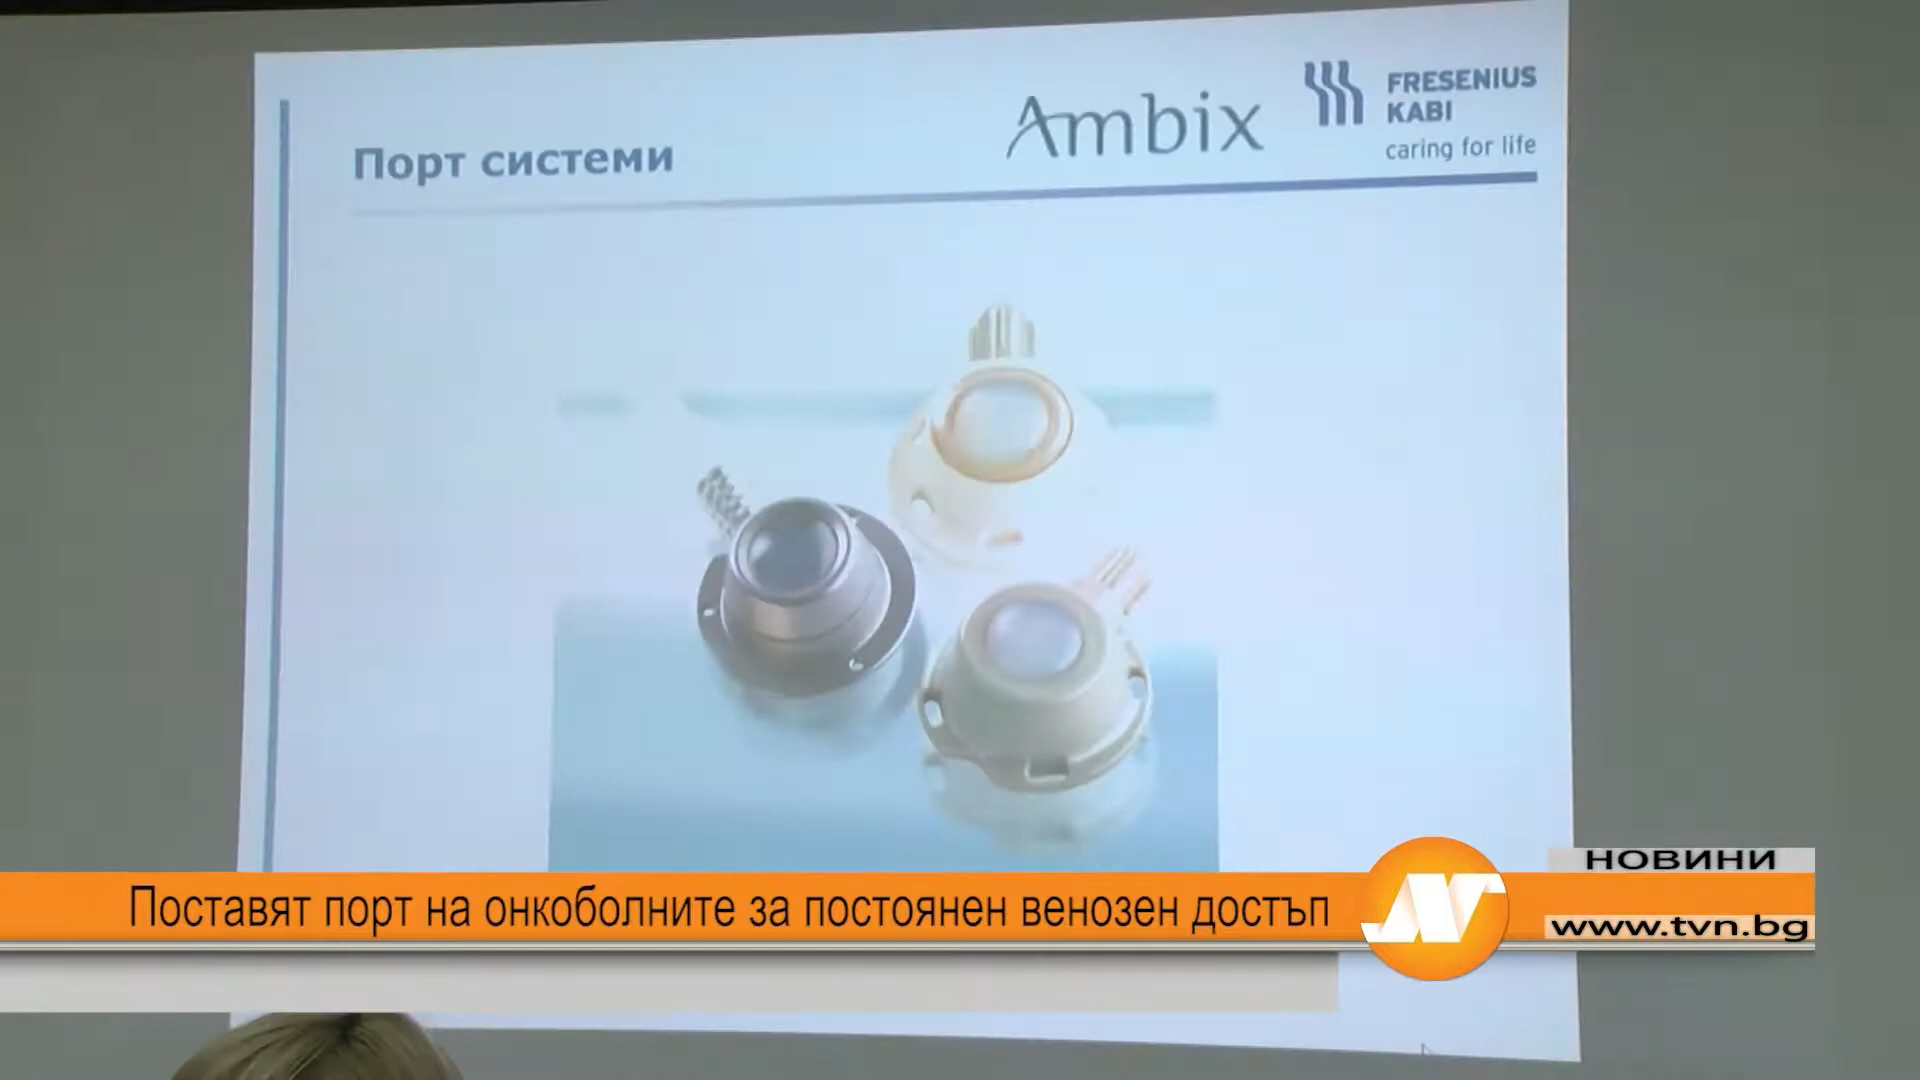 Порт системи
Ambix
FRESENIUS
KABI
caring for life
Поставят порт на онкоболните за постоянен венозен достъп
НОВИНИ
www.tvn.bg